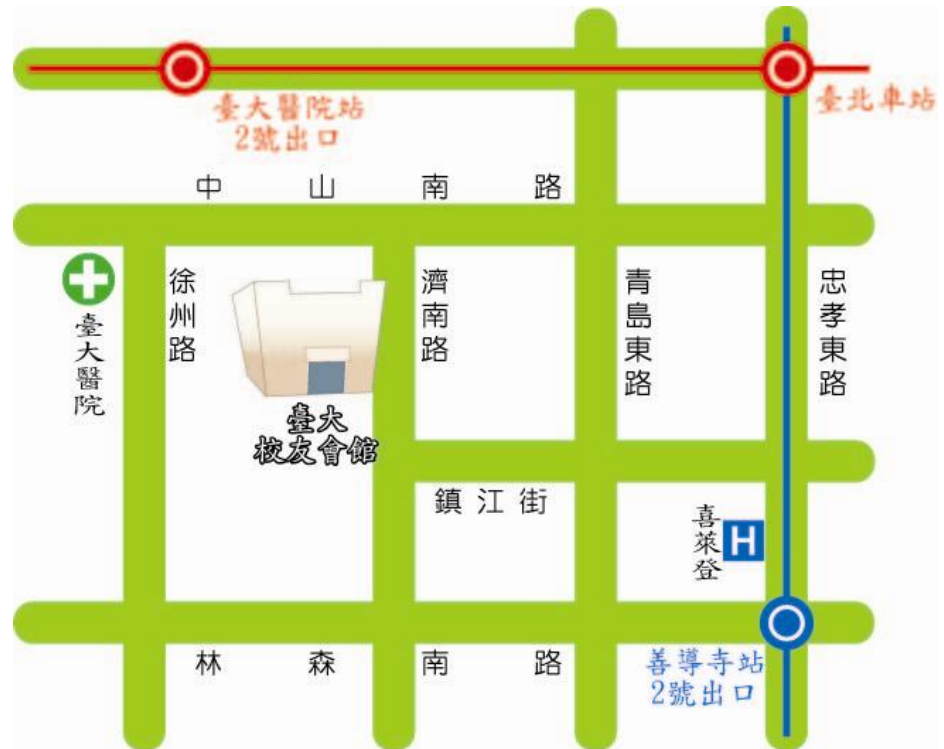 臺大醫院站
2號出口
臺北車站
中山南路
臺大醫院
徐州路
濟南路
青島東路
忠孝東路
臺大
校友會館
鎮江街
喜萊登
H
林森南路
善導寺站
2號出口